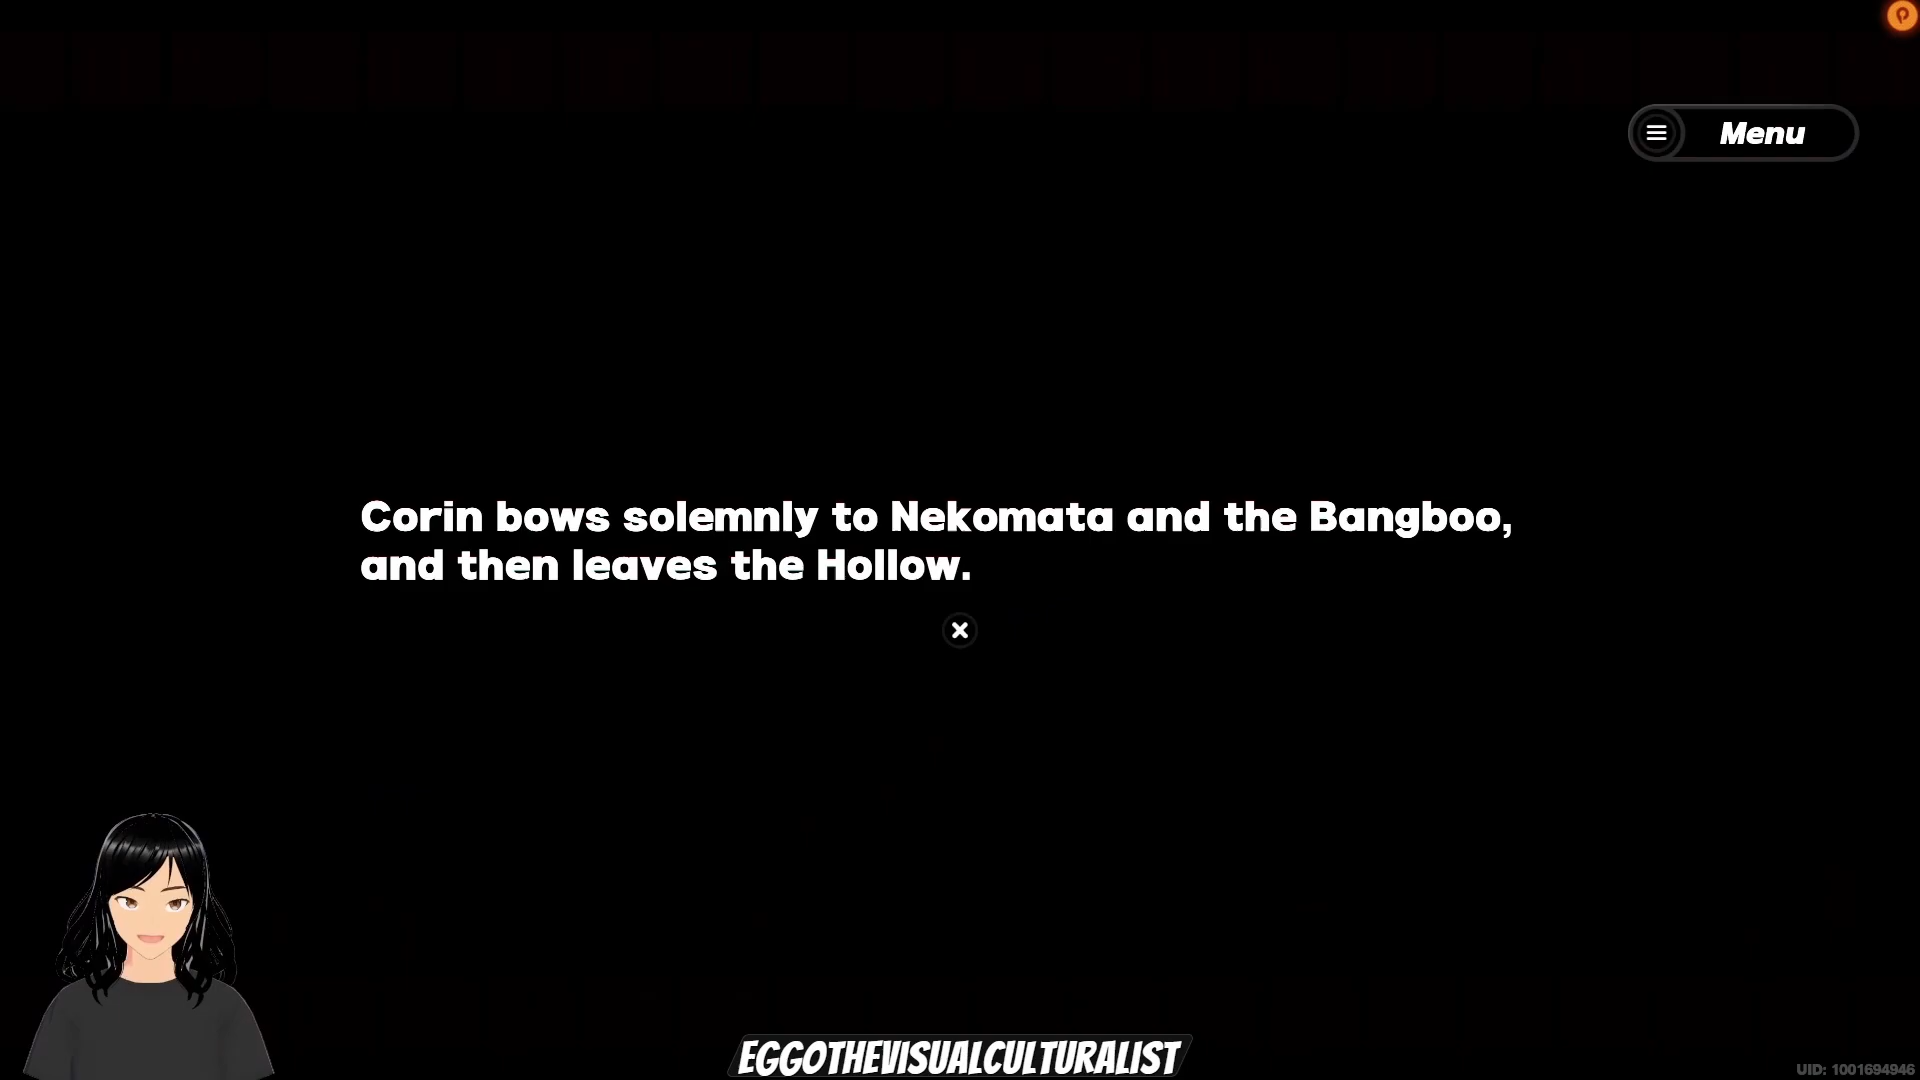 Menu
Corin bows solemnly to Nekomata and the Bangboo,
and then leaves the Hollow.
EGGOTHEVISUALCULTURALIST
UID: 1001694946